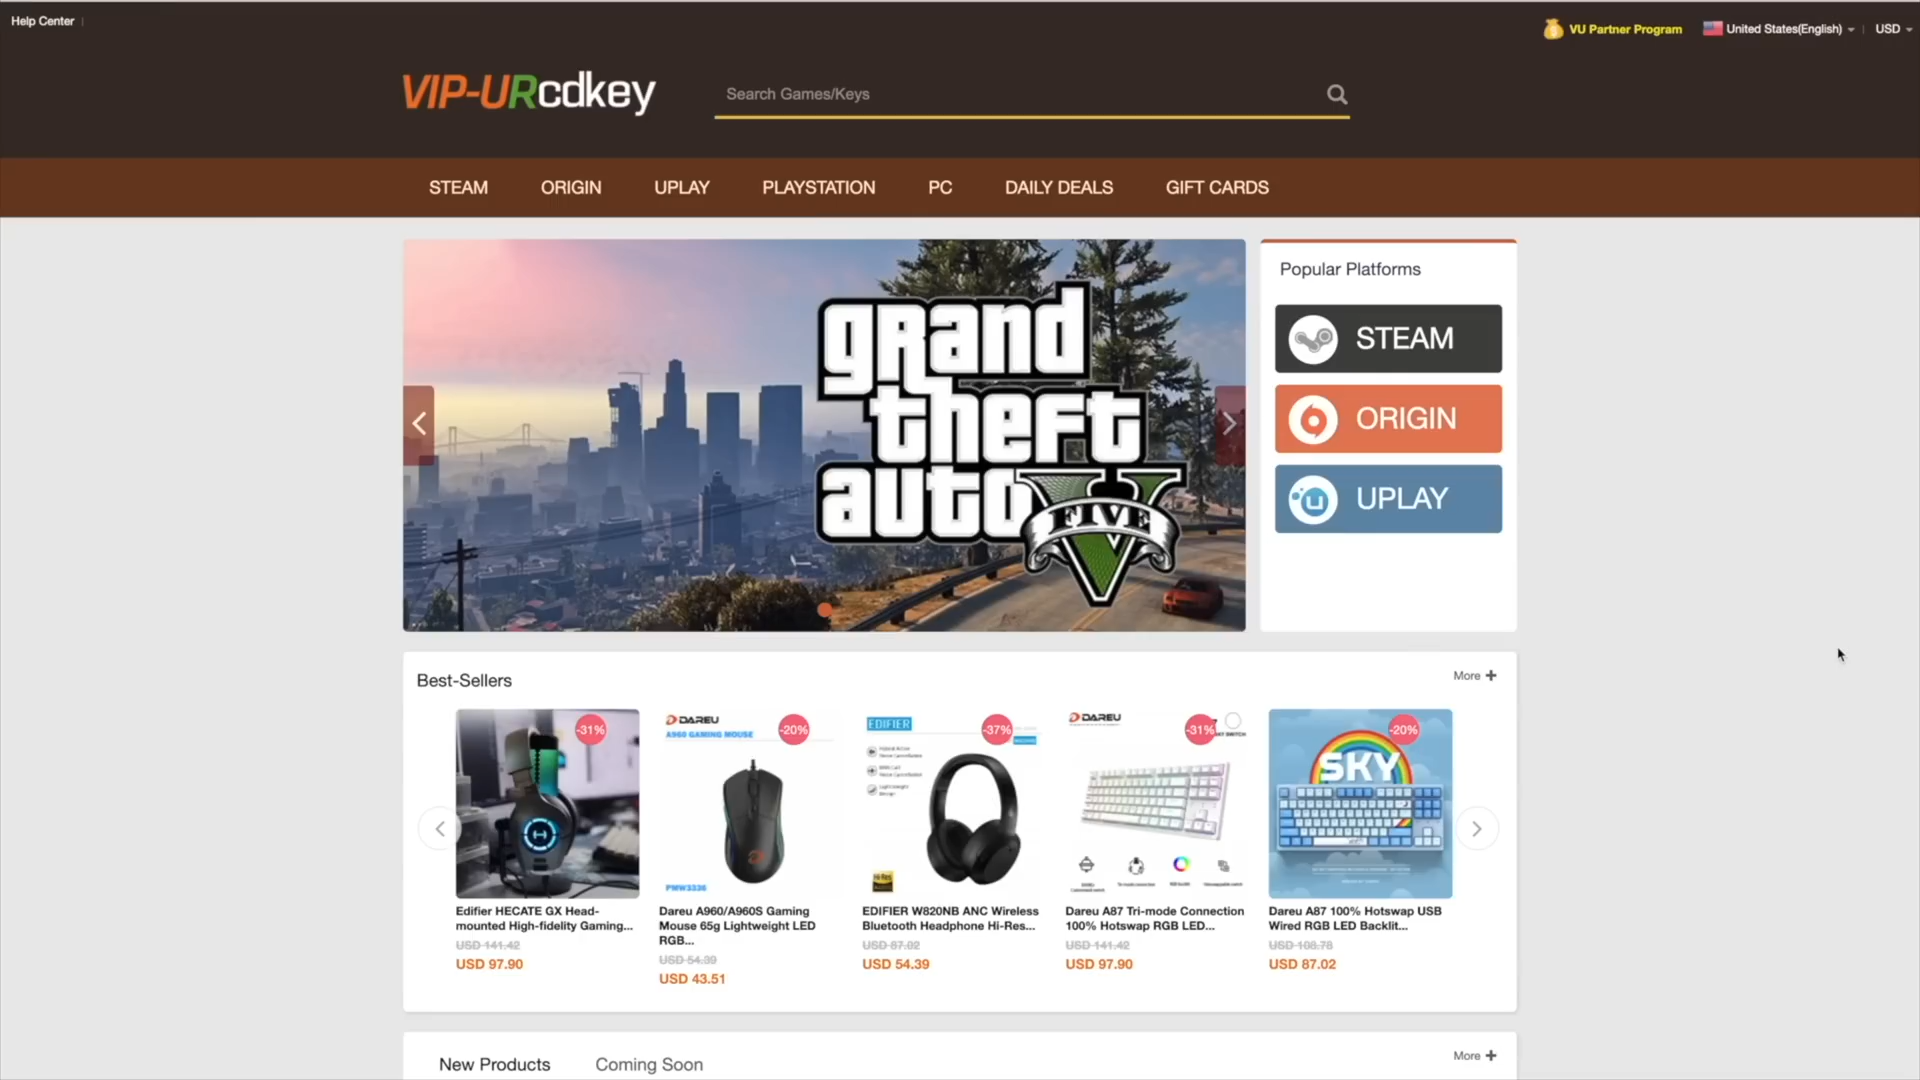 Help Center
VU Partner Program
United States(English)
USD
VIP-URcdkey
Search Games/Keys
STEAM
ORIGIN
UPLAY
PLAYSTATION
PC
DAILY DEALS
GIFT CARDS
grand
theft
auto
FIVE
Popular Platforms
STEAM
ORIGIN
UPLAY
Best-Sellers
More +
-31%
DAREU
A960 GAMING MOUSE
-20%
PMW3336
EDIFIER
-37%
Hi-Res
DAREU
-31%
-20%
SKY
Edifier HECATE GX Head-
mounted High-fidelity Gaming...
USD 141.42
USD 97.90
Dareu A960/A960S Gaming
Mouse 65g Lightweight LED
RGB...
USD 54.39
USD 43.51
EDIFIER W820NB ANC Wireless
Bluetooth Headphone Hi-Res...
USD 87.02
USD 54.39
Dareu A87 Tri-mode Connection
100% Hotswap RGB LED...
USD 141.42
USD 97.90
Dareu A87 100% Hotswap USB
Wired RGB LED Backlit...
USD 108.78
USD 87.02
New Products
Coming Soon
More +